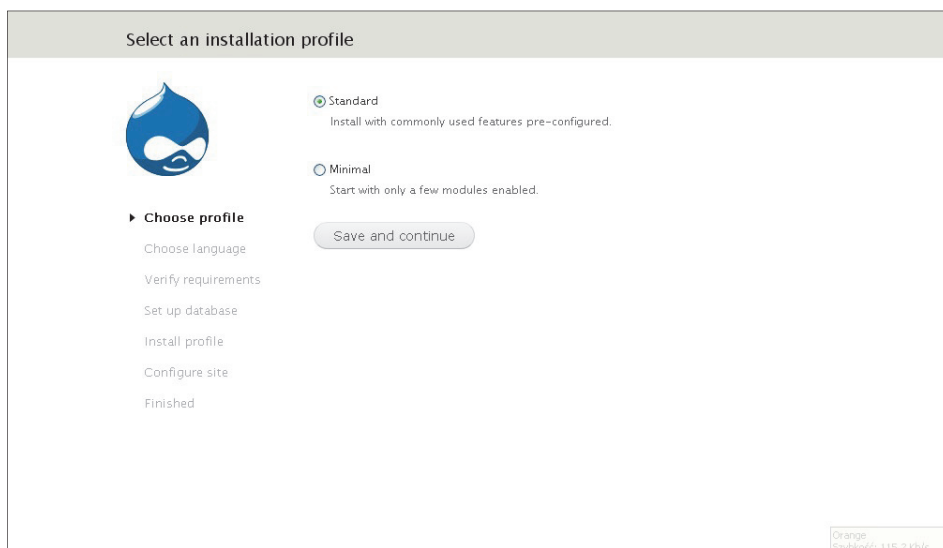 Select an installation profile
Standard
Install with commonly used features pre-configured.
Minimal
Start with only a few modules enabled.
Save and continue
Choose profile
Choose language
Verify requirements
Set up database
Install profile
Configure site
Finished
Orange